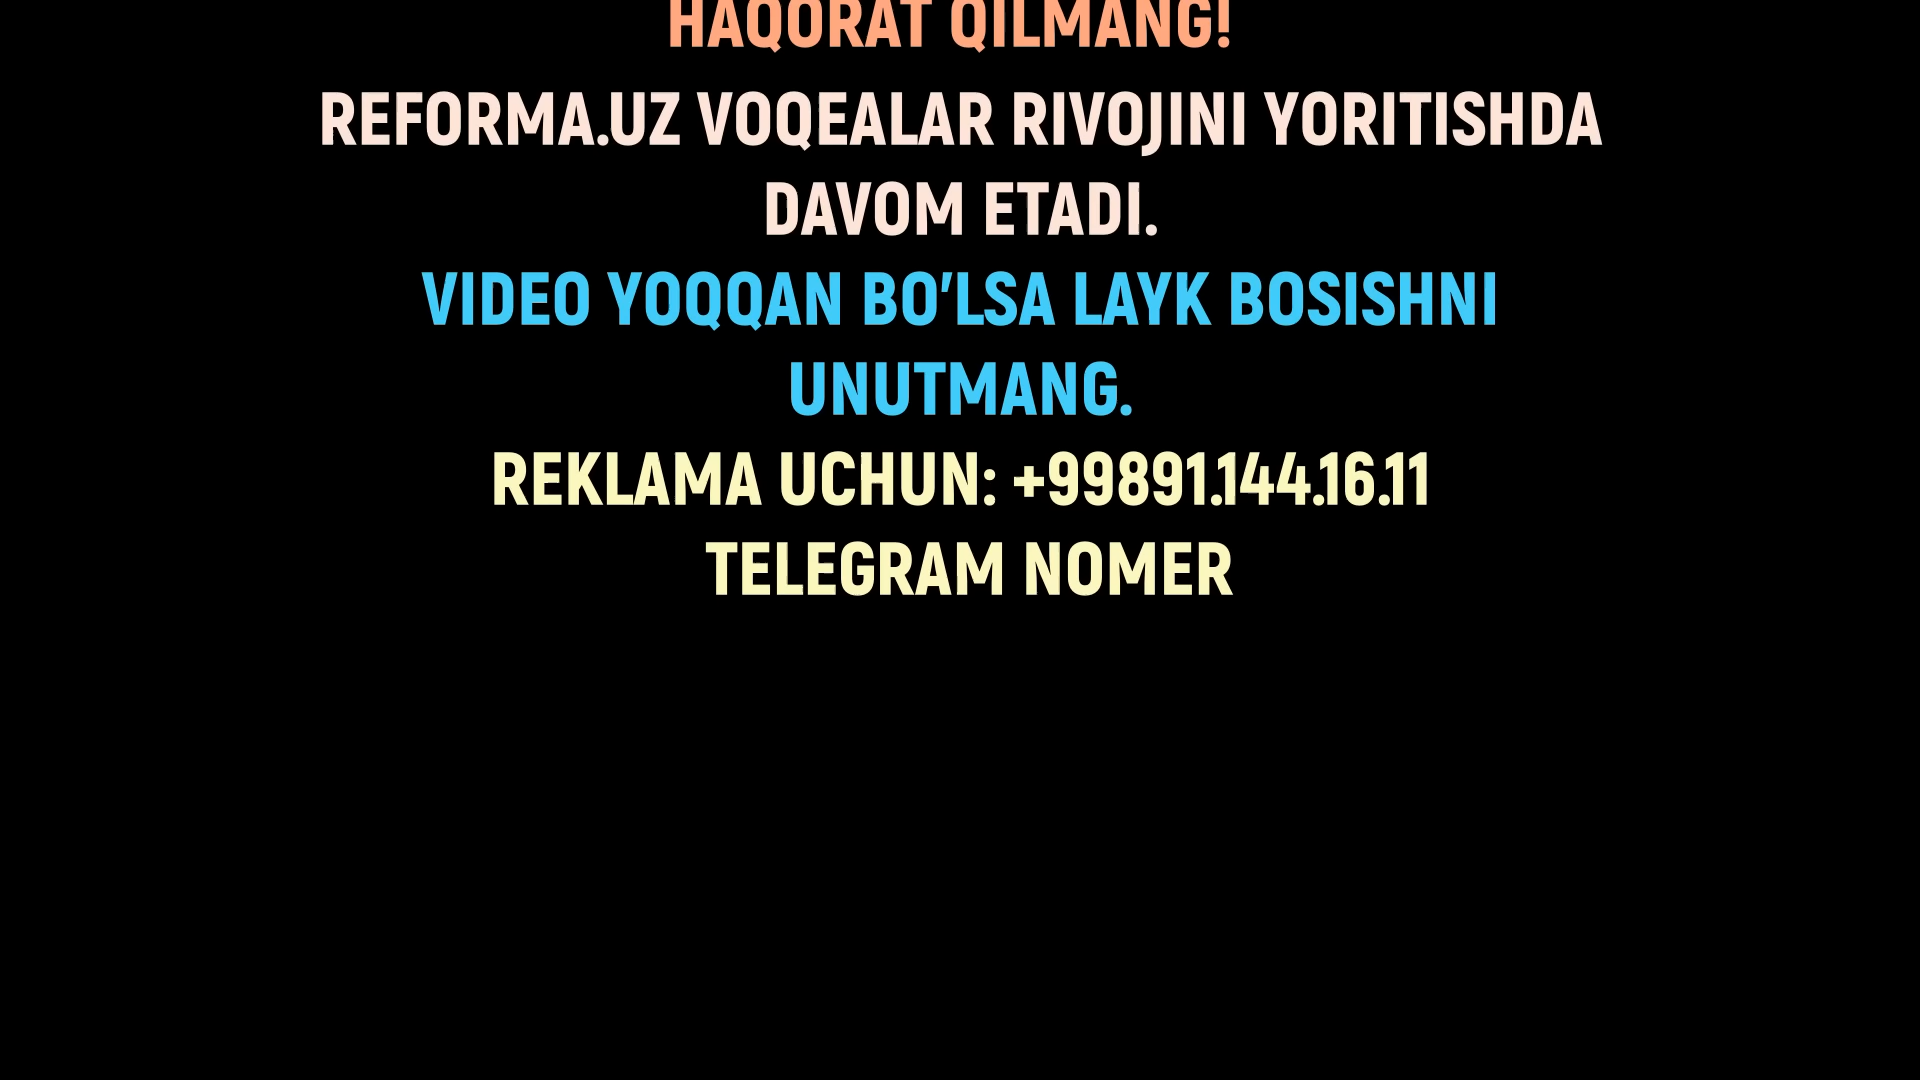 HAQORAT QILMANG!
REFORMA.UZ VOQEALAR RIVOJINI YORITISHDA
DAVOM ETADI.
VIDEO YOQQAN BO'LSA LAYK BOSISHNI
UNUTMANG.
REKLAMA UCHUN: +99891.144.16.11
TELEGRAM NOMER